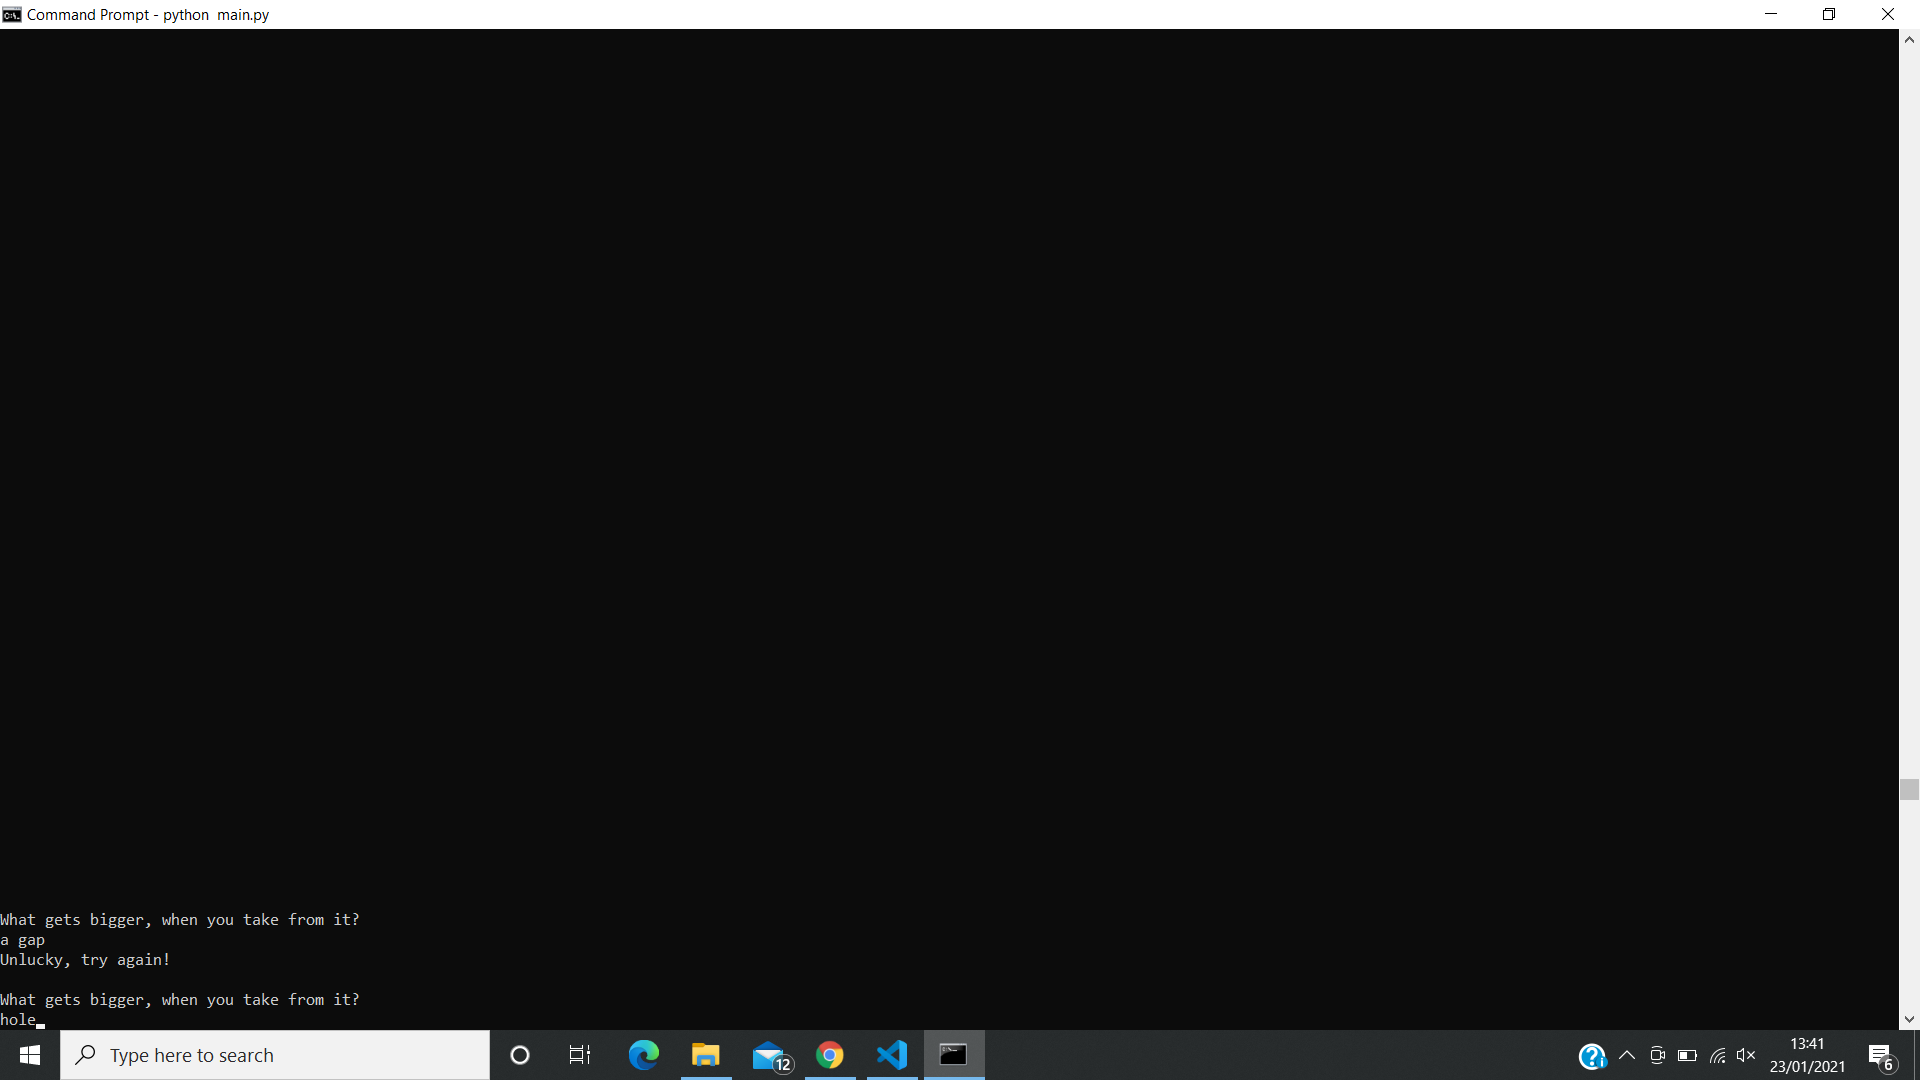 Command Prompt - python  main.py
What gets bigger, when you take from it?
a gap
Unlucky, try again!
What gets bigger, when you take from it?
hole
Type here to search
12
13:41
23/01/2021
6